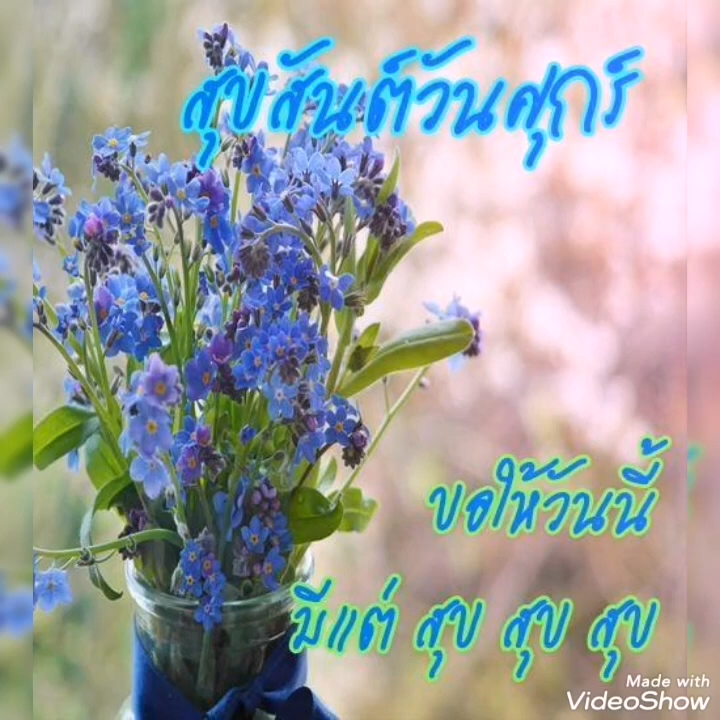 สุขสันต์วันศุกร์
ขอให้วันนี้
มีแต่ สุข สุข สุข
Made with
VideoShow